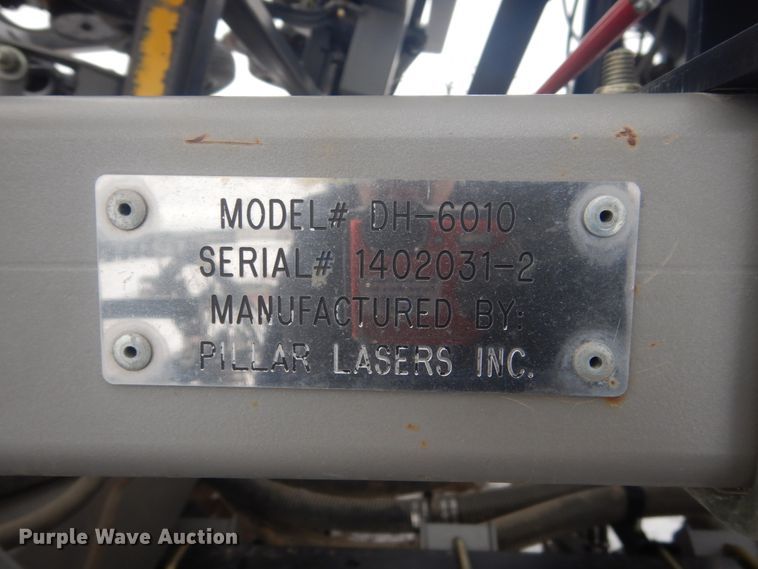 MODEL# DH-6010
SERIAL# 1402031-2
MANUFACTURED BY:
PILLAR LASERS INC.
Purple Wave Auction